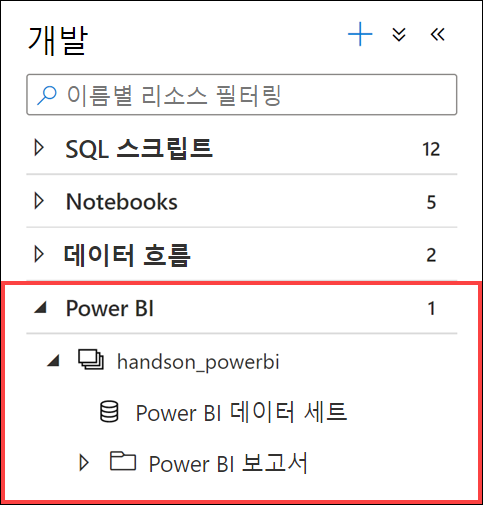 개발
이름별 리소스 필터링
SQL 스크립트 12
Notebooks 5
데이터 흐름 2
Power BI 1
handson_powerbi
Power BI 데이터 세트
Power BI 보고서